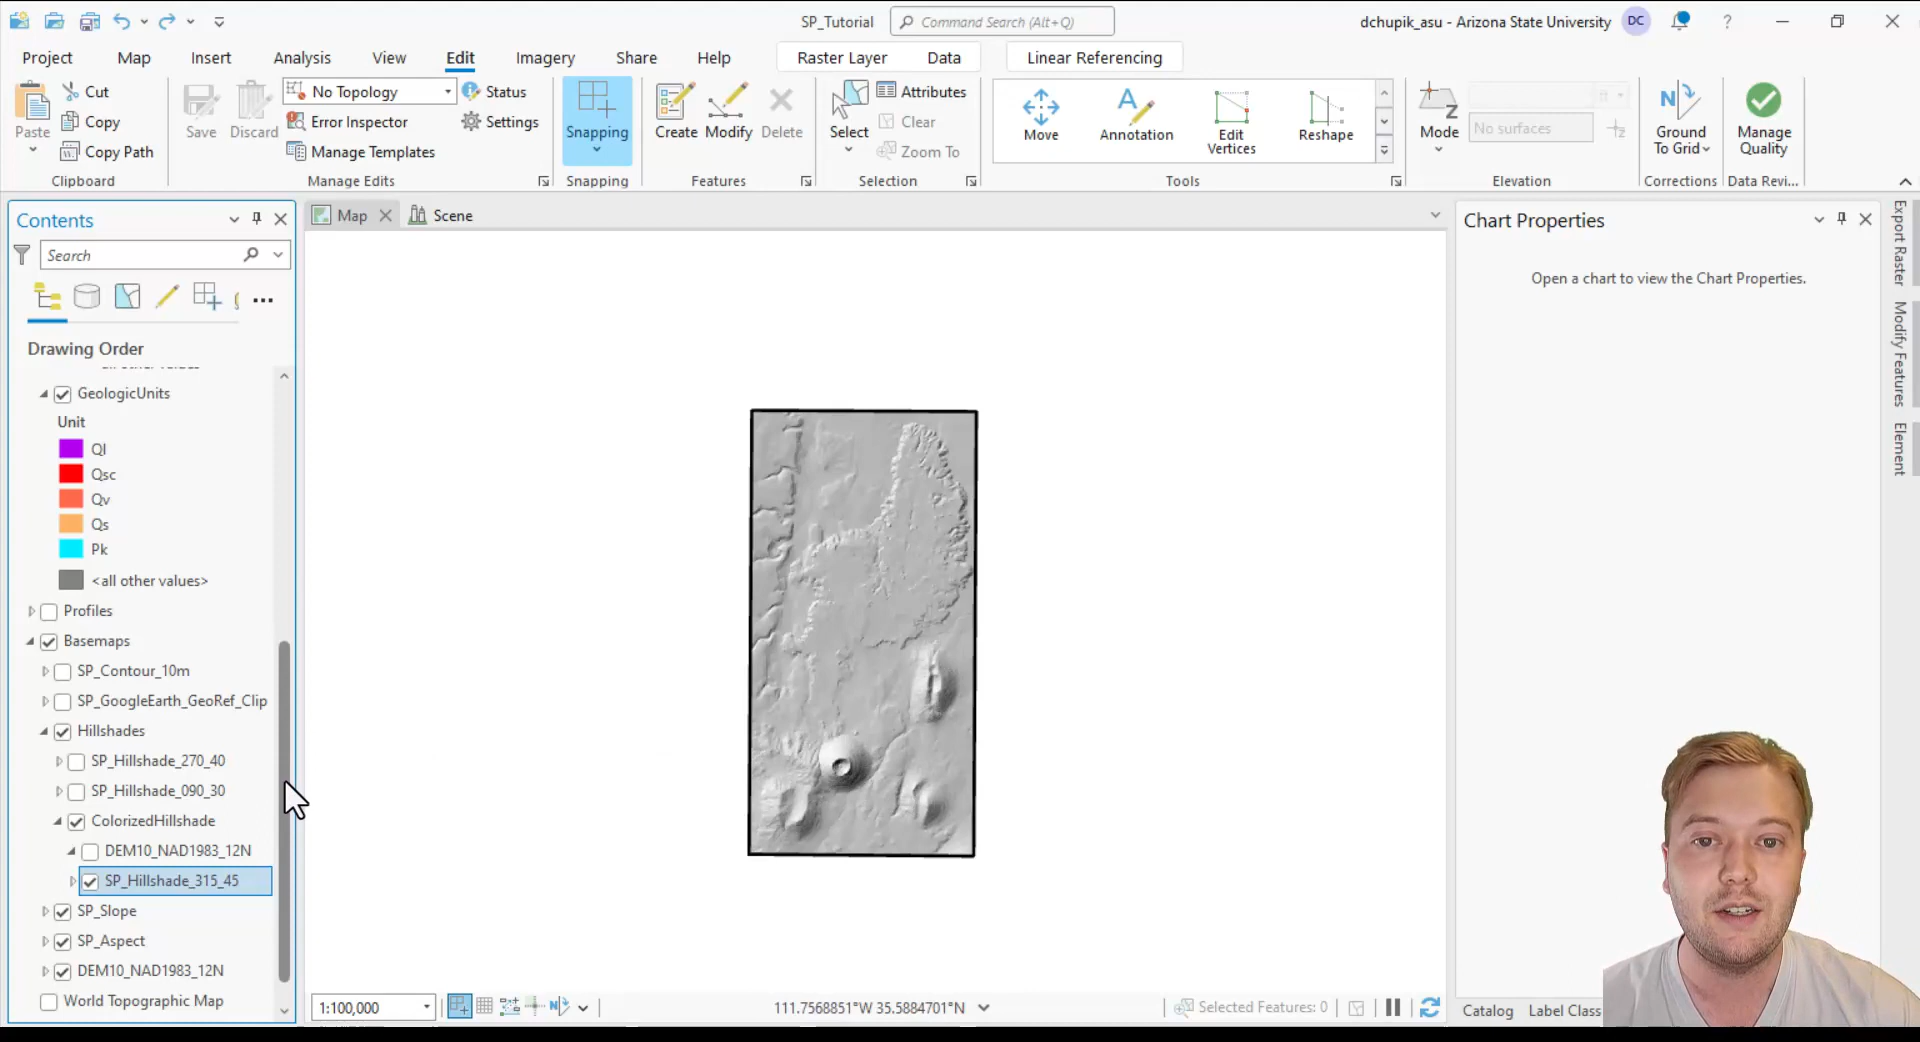 SP_Tutorial
Command Search (Alt+Q)
dchupik_asu - Arizona State University
DC
Project
Map
Insert
Analysis
View
Edit
Imagery
Share
Help
Raster Layer
Data
Linear Referencing
Paste
Cut
Copy
Copy Path
Clipboard
Save
Discard
No Topology
Error Inspector
Manage Templates
Status
Settings
Manage Edits
Snapping
Snapping
Create
Modify
Delete
Features
Select
Attributes
Clear
Zoom To
Selection
Move
Annotation
Edit
Vertices
Reshape
Tools
Mode
No surfaces
Elevation
Ground
To Grid
Corrections
Manage
Quality
Data Revi...
Contents
Search
Drawing Order
GeologicUnits
Unit
Ql
Qsc
Qv
Qs
Pk
<all other values>
Profiles
Basemaps
SP_Contour_10m
SP_GoogleEarth_GeoRef_Clip
Hillshades
SP_Hillshade_270_40
SP_Hillshade_090_30
ColorizedHillshade
DEM10_NAD1983_12N
SP_Hillshade_315_45
SP_Slope
SP_Aspect
DEM10_NAD1983_12N
World Topographic Map
Map
Scene
1:100,000
111.7568851°W 35.5884701°N
Selected Features: 0
Chart Properties
Open a chart to view the Chart Properties.
Catalog
Label Class
Export Raster
Modify Features
Element